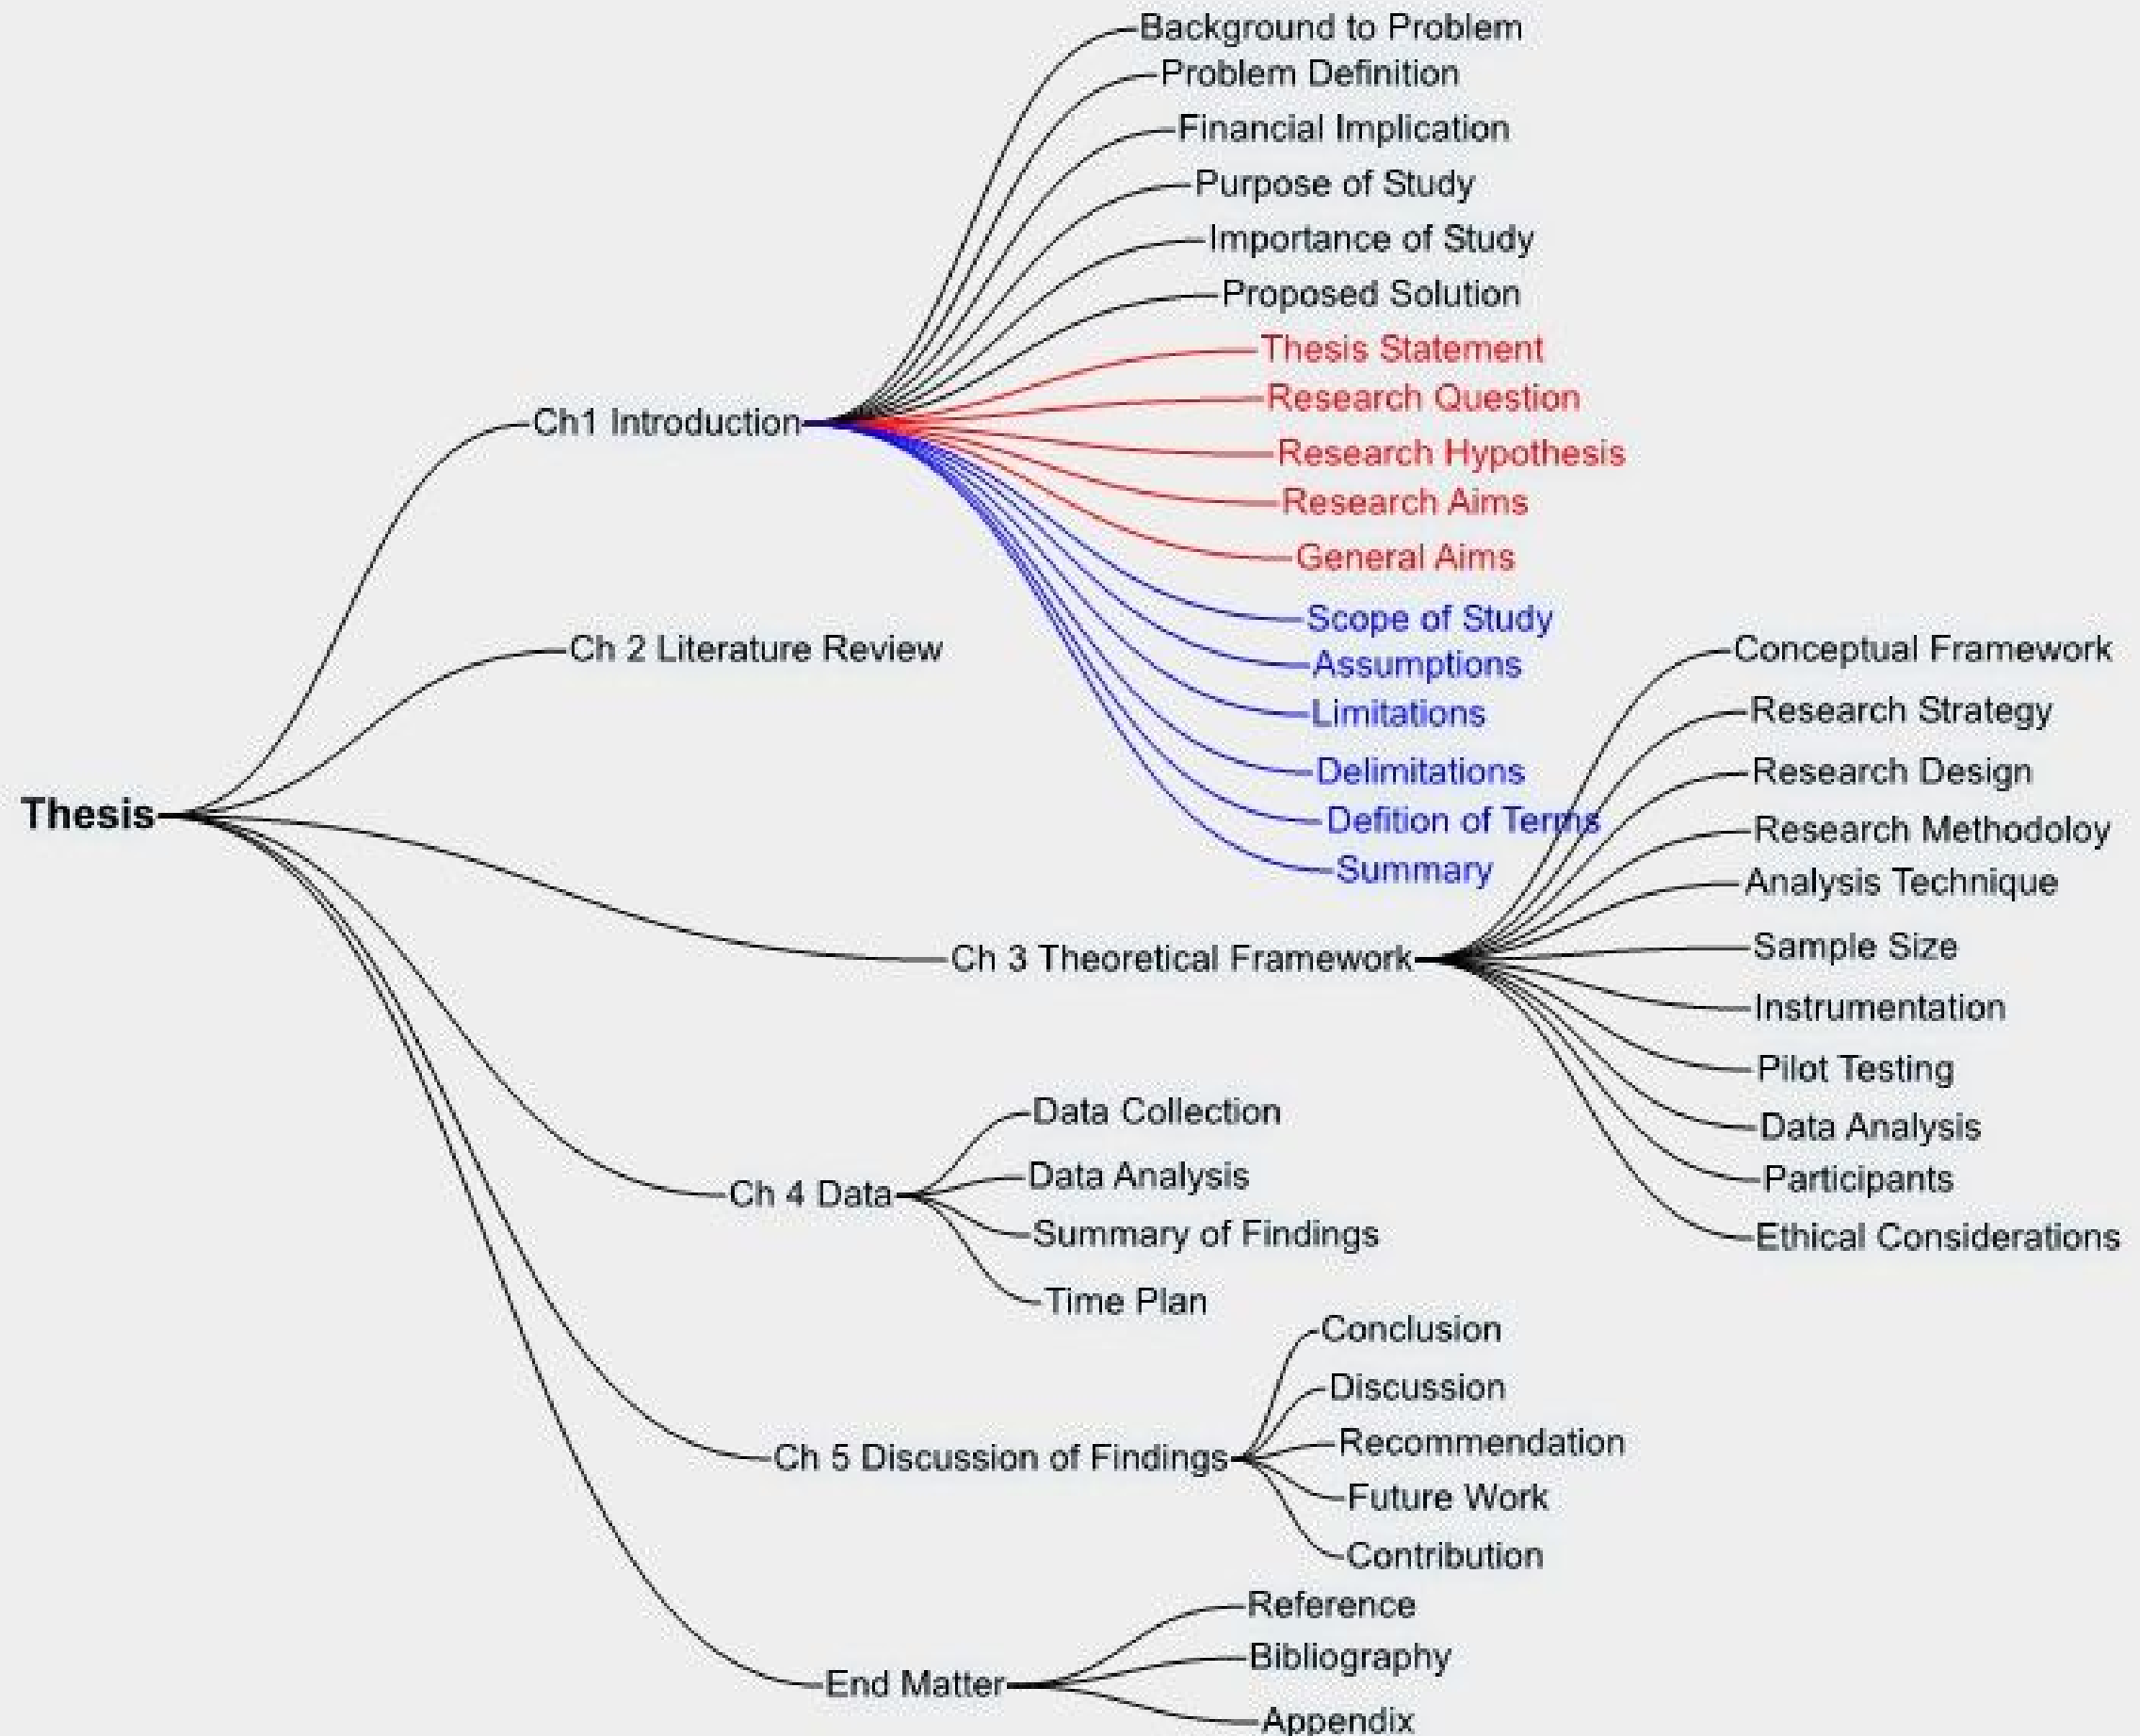 Thesis
Ch1 Introduction
Background to Problem
Problem Definition
Financial Implication
Purpose of Study
Importance of Study
Proposed Solution
Thesis Statement
Research Question
Research Hypothesis
Research Aims
General Aims
Scope of Study
Assumptions
Limitations
Delimitations
Defition of Terms
Summary
Ch 2 Literature Review
Ch 3 Theoretical Framework
Conceptual Framework
Research Strategy
Research Design
Research Methodoloy
Analysis Technique
Sample Size
Instrumentation
Pilot Testing
Data Analysis
Participants
Ethical Considerations
Ch 4 Data
Data Collection
Data Analysis
Summary of Findings
Time Plan
Ch 5 Discussion of Findings
Conclusion
Discussion
Recommendation
Future Work
Contribution
End Matter
Reference
Bibliography
Appendix